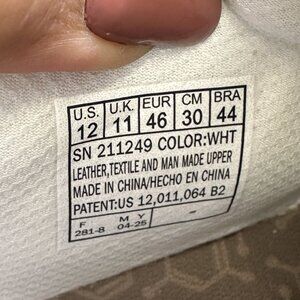 U.S. U.K. EUR CM BRA
12 11 46 30 44
SN 211249 COLOR:WHT
LEATHER,TEXTILE AND MAN MADE UPPER
MADE IN CHINA/HECHO EN CHINA
PATENT:US 12,011,064 B2
F M Y
281-8 04-25 -